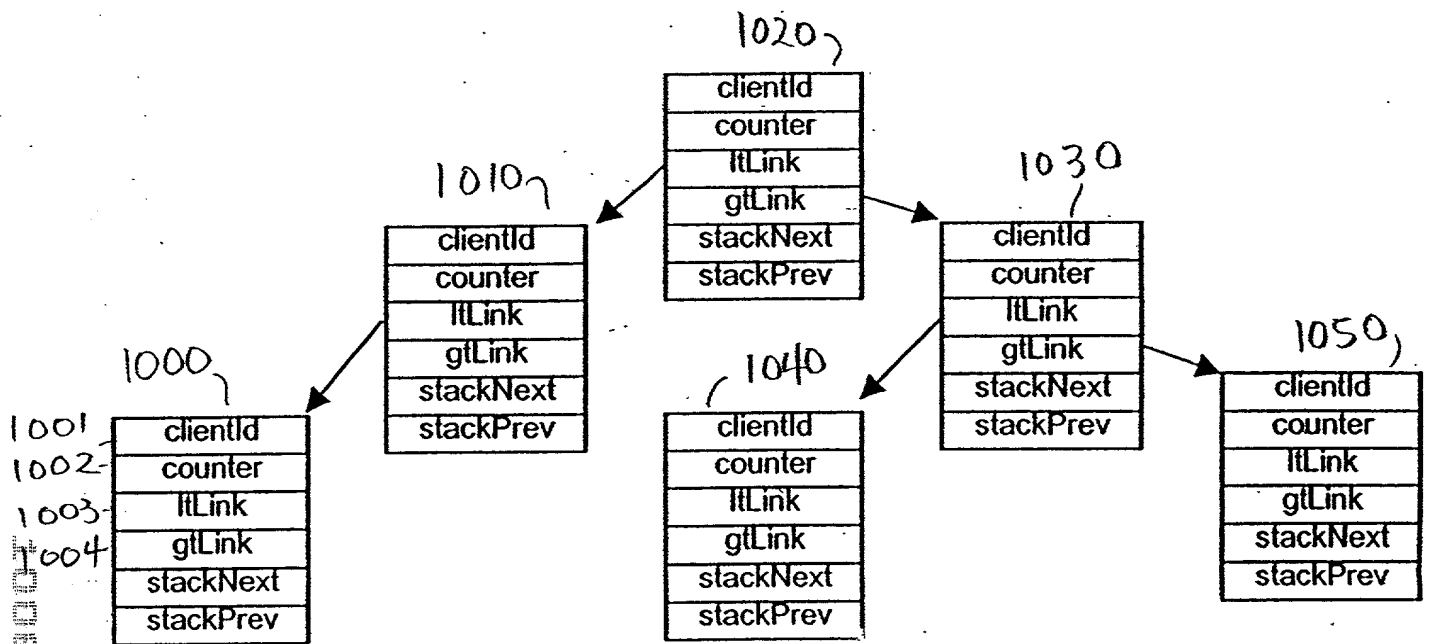 1020
clientId
counter
ltLink
gtLink
stackNext
stackPrev
1010
clientId
counter
ltLink
gtLink
stackNext
stackPrev
1030
clientId
counter
ltLink
gtLink
stackNext
stackPrev
1000
1001
clientId
1002
counter
1003
ltLink
1004
gtLink
stackNext
stackPrev
1040
clientId
counter
ltLink
gtLink
stackNext
stackPrev
1050
clientId
counter
ltLink
gtLink
stackNext
stackPrev